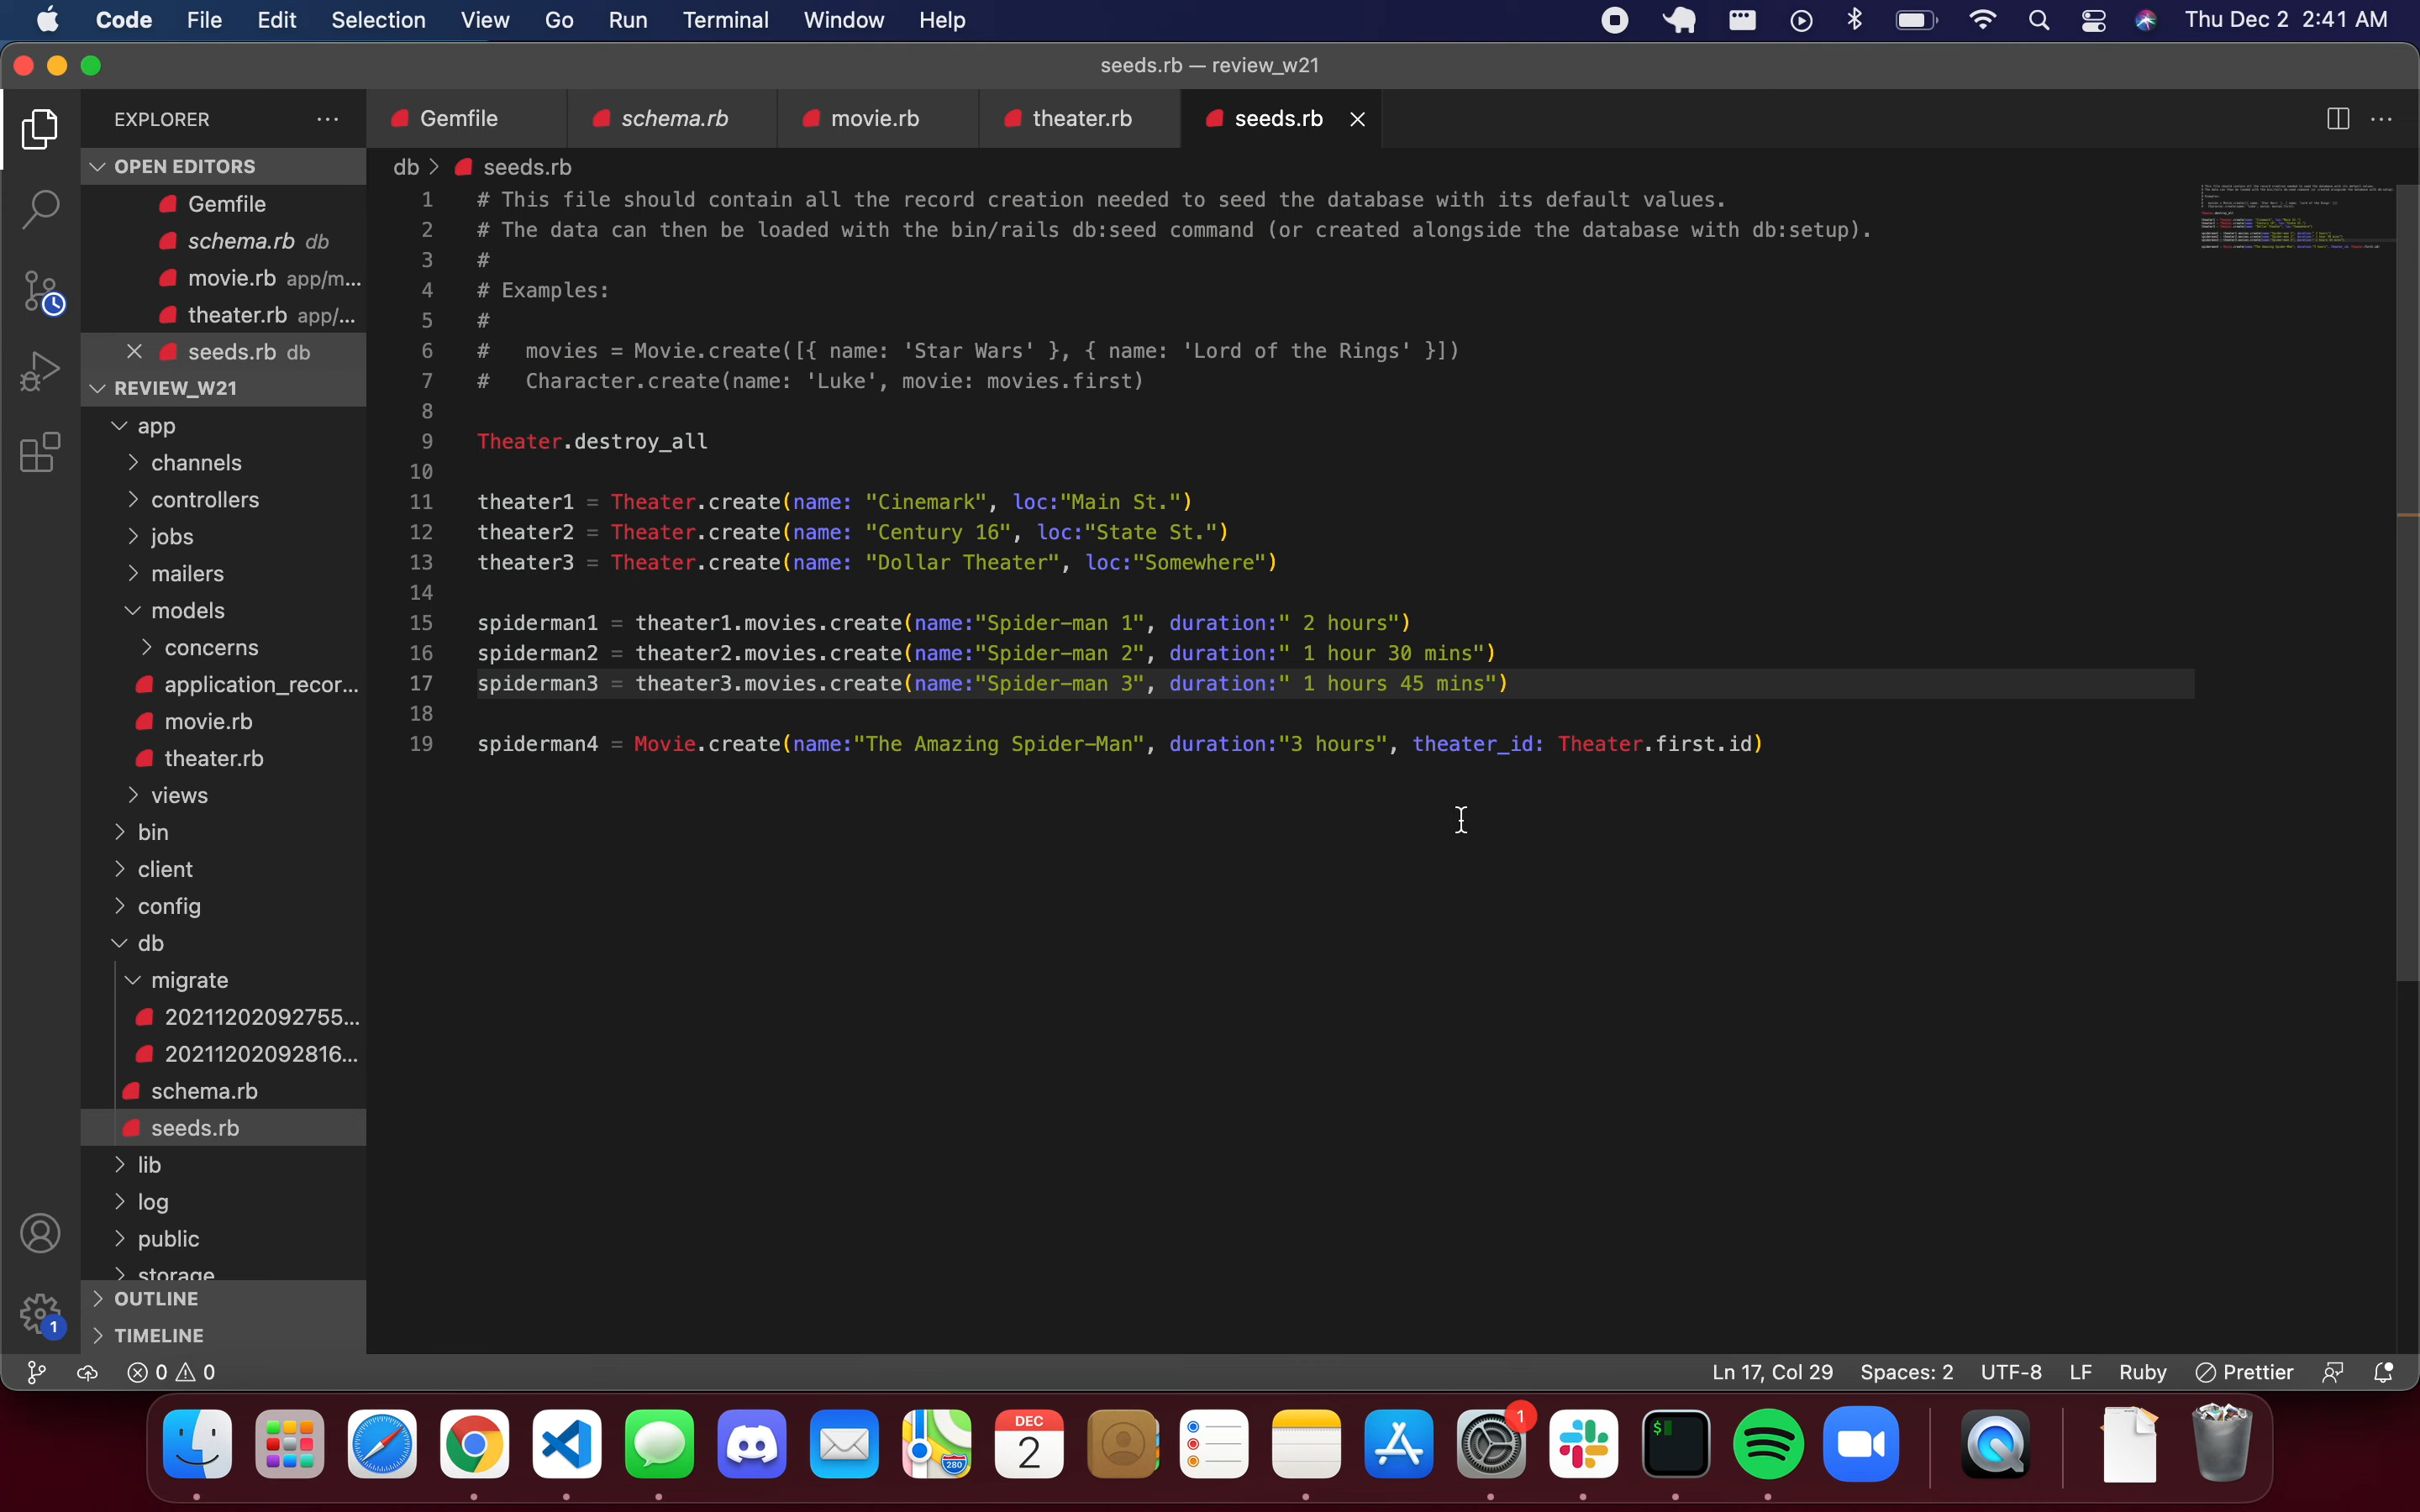 Code File Edit Selection View Go Run Terminal Window Help Thu Dec 2 2:41 AM
seeds.rb — review_w21
EXPLORER
Gemfile schema.rb movie.rb theater.rb seeds.rb
OPEN EDITORS
Gemfile
schema.rb db
movie.rb app/m...
theater.rb app/...
seeds.rb db
REVIEW_W21
app
channels
controllers
jobs
mailers
models
concerns
application_recor...
movie.rb
theater.rb
views
bin
client
config
db
migrate
20211202092755...
20211202092816...
schema.rb
seeds.rb
lib
log
public
storage
OUTLINE
TIMELINE
db > seeds.rb
1 # This file should contain all the record creation needed to seed the database with its default values.
2 # The data can then be loaded with the bin/rails db:seed command (or created alongside the database with db:setup).
3 #
4 # Examples:
5 #
6 #   movies = Movie.create([{ name: 'Star Wars' }, { name: 'Lord of the Rings' }])
7 #   Character.create(name: 'Luke', movie: movies.first)
8
9 Theater.destroy_all
10
11 theater1 = Theater.create(name: "Cinemark", loc:"Main St.")
12 theater2 = Theater.create(name: "Century 16", loc:"State St.")
13 theater3 = Theater.create(name: "Dollar Theater", loc:"Somewhere")
14
15 spiderman1 = theater1.movies.create(name:"Spider-man 1", duration:" 2 hours")
16 spiderman2 = theater2.movies.create(name:"Spider-man 2", duration:" 1 hour 30 mins")
17 spiderman3 = theater3.movies.create(name:"Spider-man 3", duration:" 1 hours 45 mins")
18
19 spiderman4 = Movie.create(name:"The Amazing Spider-Man", duration:"3 hours", theater_id: Theater.first.id)
1
0 0 Ln 17, Col 29 Spaces: 2 UTF-8 LF Ruby Prettier
280
DEC
2
1
$